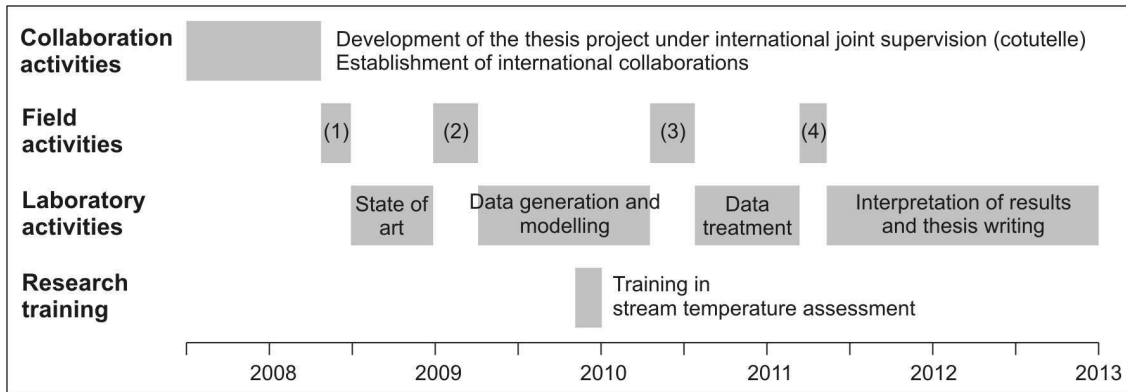 Collaboration
activities
Development of the thesis project under international joint supervision (cotutelle)
Establishment of international collaborations
Field
activities
(1)
(2)
(3)
(4)
Laboratory
activities
State of
art
Data generation and
modelling
Data
treatment
Interpretation of results
and thesis writing
Research
training
Training in
stream temperature assessment
2008
2009
2010
2011
2012
2013